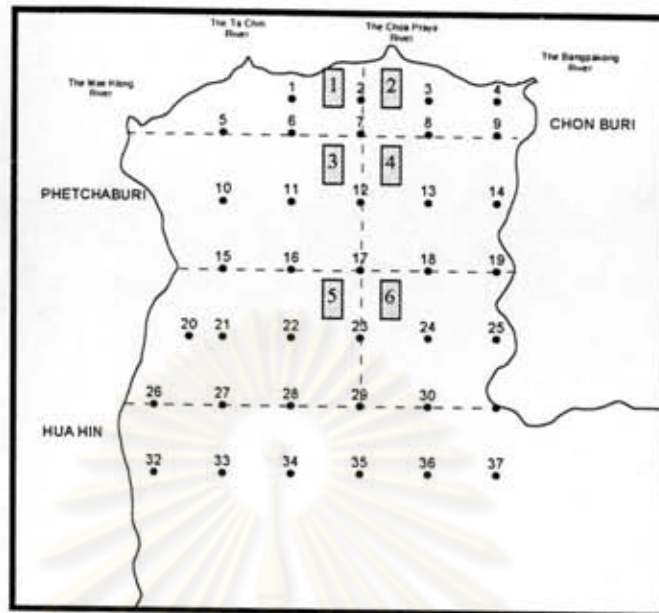 The Ta Chin
River
The Choa Praya
River
The Bangpakong
River
The Mae Klong
River
1 2
1 2 3 4
5 6 7 8 9
CHON BURI
3 4
PHETCHABURI
10 11 12 13 14
15 16 17 18 19
5 6
20 21 22 23 24 25
26 27 28 29 30
HUA HIN
32 33 34 35 36 37